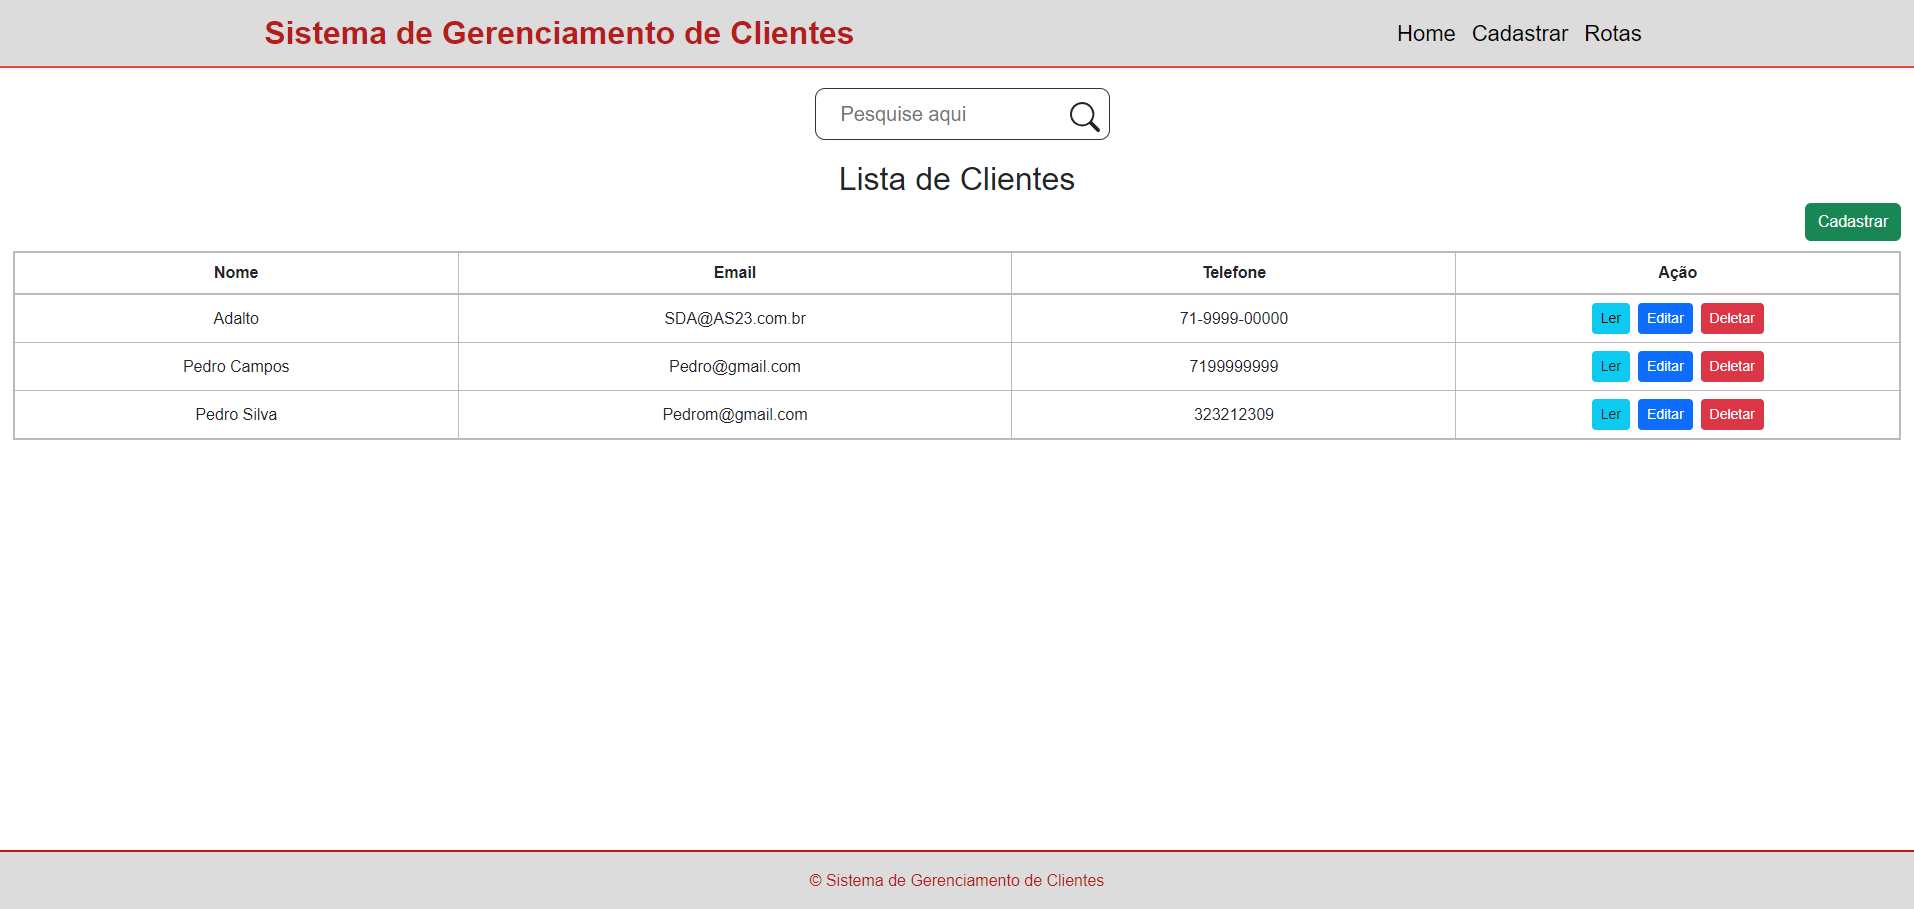 Sistema de Gerenciamento de Clientes Home Cadastrar Rotas
Pesquise aqui
Lista de Clientes
Cadastrar
Nome Email Telefone Ação
Adalto SDA@AS23.com.br 71-9999-00000 Ler Editar Deletar
Pedro Campos Pedro@gmail.com 7199999999 Ler Editar Deletar
Pedro Silva Pedrom@gmail.com 323212309 Ler Editar Deletar
© Sistema de Gerenciamento de Clientes